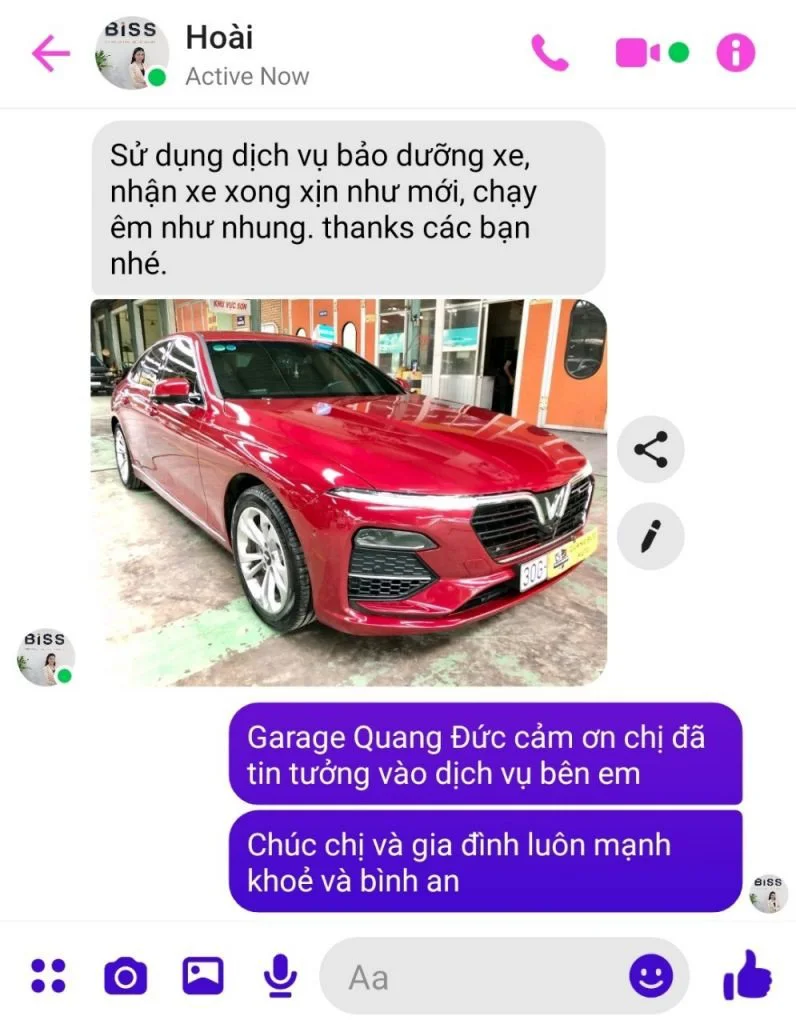 BiSS
Hoài
Active Now
Sử dụng dịch vụ bảo dưỡng xe,
nhận xe xong xịn như mới, chạy
êm như nhung. thanks các bạn
nhé.
KHU VỰC SƠN
30G-
BiSS
Garage Quang Đức cảm ơn chị đã
tin tưởng vào dịch vụ bên em
Chúc chị và gia đình luôn mạnh
khoẻ và bình an
BiSS
Aa